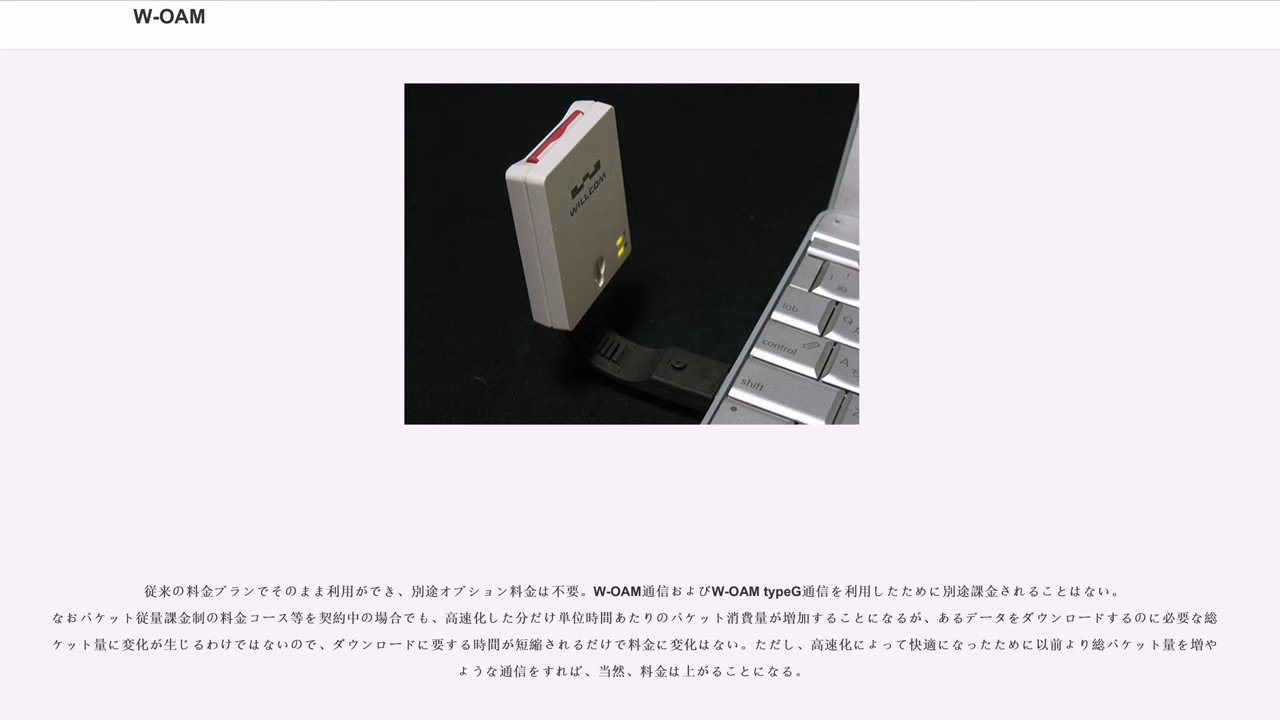 W-OAM
WILLCOM
tab
Q
control
A
shift
Z
従来の料金プランでそのまま利用ができ、別途オプション料金は不要。W-OAM通信およびW-OAM typeG通信を利用したために別途課金されることはない。
なおパケット従量課金制の料金コース等を契約中の場合でも、高速化した分だけ単位時間あたりのパケット消費量が増加することになるが、あるデータをダウンロードするのに必要な総
ケット量に変化が生じるわけではないので、ダウンロードに要する時間が短縮されるだけで料金に変化はない。ただし、高速化によって快適になったために以前より総パケット量を増や
ような通信をすれば、当然、料金は上がることになる。